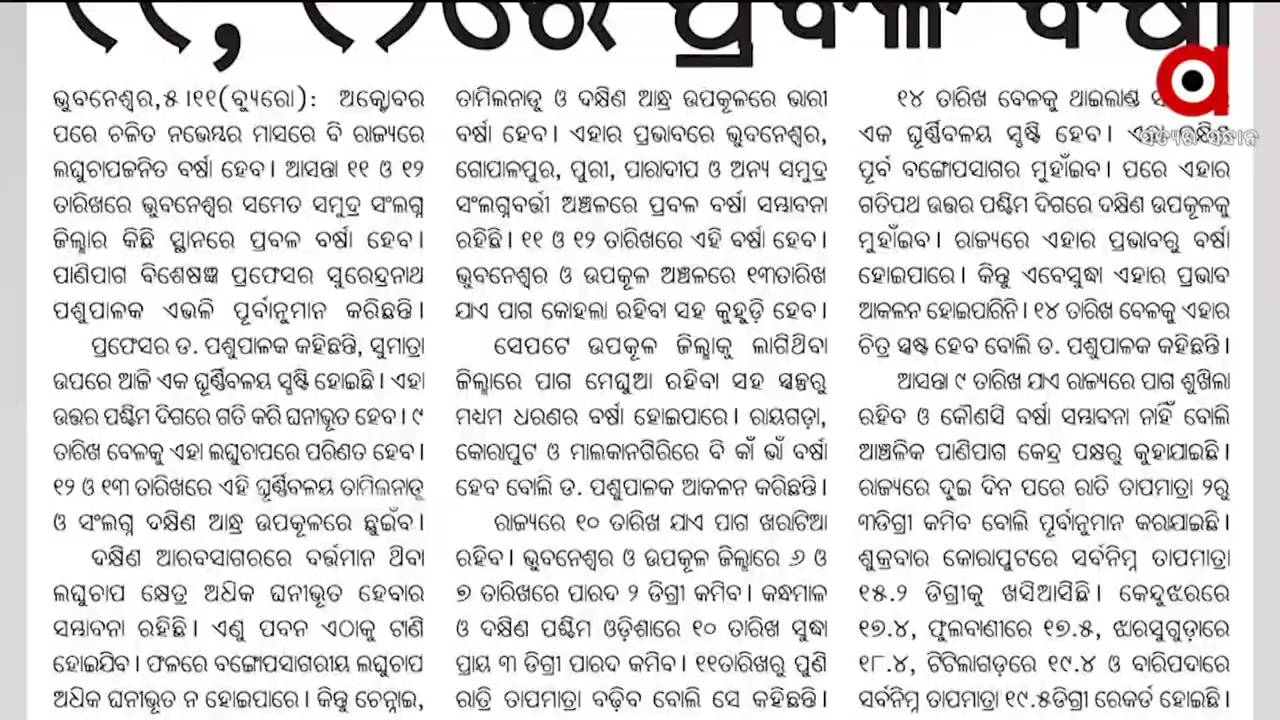 ୧୧, ୧୨ରେ ପ୍ରବଳ ବର୍ଷା
ଭୁବନେଶ୍ୱର,୫।୧୧(ବ୍ୟୁରୋ): ଅକ୍ଟୋବର
ପରେ ଚଳିତ ନଭେମ୍ବର ମାସରେ ବି ରାଜ୍ୟରେ
ଲଘୁଚାପଜନିତ ବର୍ଷା ହେବ। ଆସନ୍ତା ୧୧ ଓ ୧୨
ତାରିଖରେ ଭୁବନେଶ୍ୱର ସମେତ ସମୁଦ୍ର ସଂଲଗ୍ନ
ଜିଲ୍ଲାର କିଛି ସ୍ଥାନରେ ପ୍ରବଳ ବର୍ଷା ହେବ।
ପାଣିପାଗ ବିଶେଷଜ୍ଞ ପ୍ରଫେସର ସୁରେନ୍ଦ୍ରନାଥ
ପଶୁପାଳକ ଏଭଳି ପୂର୍ବାନୁମାନ କରିଛନ୍ତି।
ପ୍ରଫେସର ଡ. ପଶୁପାଳକ କହିଛନ୍ତି, ସୁମାତ୍ରା
ଉପରେ ଆଜି ଏକ ଘୂର୍ଣ୍ଣିବଳୟ ସୃଷ୍ଟି ହୋଇଛି। ଏହା
ଉତ୍ତର ପଶ୍ଚିମ ଦିଗରେ ଗତି କରି ଘନୀଭୂତ ହେବ। ୯
ତାରିଖ ବେଳକୁ ଏହା ଲଘୁଚାପରେ ପରିଣତ ହେବ।
୧୨ ଓ ୧୩ ତାରିଖରେ ଏହି ଘୂର୍ଣ୍ଣିବଳୟ ତାମିଲନାଡୁ
ଓ ସଂଲଗ୍ନ ଦକ୍ଷିଣ ଆନ୍ଧ୍ର ଉପକୂଳରେ ଛୁଇଁବ।
ଦକ୍ଷିଣ ଆରବସାଗରରେ ବର୍ତ୍ତମାନ ଥିବା
ଲଘୁଚାପ କ୍ଷେତ୍ର ଅଧିକ ଘନୀଭୂତ ହେବାର
ସମ୍ଭାବନା ରହିଛି। ଏଣୁ ପବନ ଏଠାକୁ ଟାଣି
ହୋଇଯିବ। ଫଳରେ ବଙ୍ଗୋପସାଗରୀୟ ଲଘୁଚାପ
ଅଧିକ ଘନୀଭୂତ ନ ହୋଇପାରେ। କିନ୍ତୁ ଚେନ୍ନାଇ,
ତାମିଲନାଡୁ ଓ ଦକ୍ଷିଣ ଆନ୍ଧ୍ର ଉପକୂଳରେ ଭାରୀ
ବର୍ଷା ହେବ। ଏହାର ପ୍ରଭାବରେ ଭୁବନେଶ୍ୱର,
ଗୋପାଳପୁର, ପୁରୀ, ପାରାଦୀପ ଓ ଅନ୍ୟ ସମୁଦ୍ର
ସଂଲଗ୍ନବର୍ତ୍ତୀ ଅଞ୍ଚଳରେ ପ୍ରବଳ ବର୍ଷା ସମ୍ଭାବନା
ରହିଛି। ୧୧ ଓ ୧୨ ତାରିଖରେ ଏହି ବର୍ଷା ହେବ।
ଭୁବନେଶ୍ୱର ଓ ଉପକୂଳ ଅଞ୍ଚଳରେ ୧୩ତାରିଖ
ଯାଏ ପାଗ କୋହଲା ରହିବା ସହ କୁହୁଡ଼ି ହେବ।
ସେପଟେ ଉପକୂଳ ଜିଲ୍ଲାକୁ ଲାଗିଥିବା
ଜିଲ୍ଲାରେ ପାଗ ମେଘୁଆ ରହିବା ସହ ସ୍ୱଳ୍ପରୁ
ମଧ୍ୟମ ଧରଣର ବର୍ଷା ହୋଇପାରେ। ରାୟଗଡ଼ା,
କୋରାପୁଟ ଓ ମାଲକାନଗିରିରେ ବି କାଁ ଭାଁ ବର୍ଷା
ହେବ ବୋଲି ଡ. ପଶୁପାଳକ ଆକଳନ କରିଛନ୍ତି।
ରାଜ୍ୟରେ ୧୦ ତାରିଖ ଯାଏ ପାଗ ଖରାଟିଆ
ରହିବ। ଭୁବନେଶ୍ୱର ଓ ଉପକୂଳ ଜିଲ୍ଲାରେ ୬ ଓ
୭ ତାରିଖରେ ପାରଦ ୨ ଡିଗ୍ରୀ କମିବ। କନ୍ଧମାଳ
ଓ ଦକ୍ଷିଣ ପଶ୍ଚିମ ଓଡ଼ିଶାରେ ୧୦ ତାରିଖ ସୁଦ୍ଧା
ପ୍ରାୟ ୩ ଡିଗ୍ରୀ ପାରଦ କମିବ। ୧୧ତାରିଖରୁ ପୁଣି
ରାତ୍ରି ତାପମାତ୍ରା ବଢ଼ିବ ବୋଲି ସେ କହିଛନ୍ତି।
୧୪ ତାରିଖ ବେଳକୁ ଥାଇଲାଣ୍ଡ
ଏକ ଘୂର୍ଣ୍ଣିବଳୟ ସୃଷ୍ଟି ହେବ।
ପୂର୍ବ ବଙ୍ଗୋପସାଗର ମୁହାଁଇବ। ପରେ ଏହାର
ଗତିପଥ ଉତ୍ତର ପଶ୍ଚିମ ଦିଗରେ ଦକ୍ଷିଣ ଉପକୂଳକୁ
ମୁହାଁଇବ। ରାଜ୍ୟରେ ଏହାର ପ୍ରଭାବରୁ ବର୍ଷା
ହୋଇପାରେ। କିନ୍ତୁ ଏବେସୁଦ୍ଧା ଏହାର ପ୍ରଭାବ
ଆକଳନ ହୋଇପାରିନି। ୧୪ ତାରିଖ ବେଳକୁ ଏହାର
ଚିତ୍ର ସ୍ପଷ୍ଟ ହେବ ବୋଲି ଡ. ପଶୁପାଳକ କହିଛନ୍ତି।
ଆସନ୍ତା ୯ ତାରିଖ ଯାଏ ରାଜ୍ୟରେ ପାଗ ଶୁଖିଲା
ରହିବ ଓ କୌଣସି ବର୍ଷା ସମ୍ଭାବନା ନାହିଁ ବୋଲି
ଆଞ୍ଚଳିକ ପାଣିପାଗ କେନ୍ଦ୍ର ପକ୍ଷରୁ କୁହାଯାଇଛି।
ରାଜ୍ୟରେ ଦୁଇ ଦିନ ପରେ ରାତି ତାପମାତ୍ରା ୨ରୁ
୩ଡିଗ୍ରୀ କମିବ ବୋଲି ମୂର୍ବାନୁମାନ କରାଯାଇଛି।
ଶୁକ୍ରବାର କୋରାପୁଟରେ ସର୍ବନିମ୍ନ ତାପମାତ୍ରା
୧୫.୨ ଡିଗ୍ରୀକୁ ଖସିଆସିଛି। କେନ୍ଦୁଝରରେ
୧୭.୪, ଫୁଲବାଣୀରେ ୧୭.୫, ଝାରସୁଗୁଡ଼ାରେ
୧୮.୪, ଟିଟିଲାଗଡ଼ରେ ୧୯.୪ ଓ ବାରିପଦାରେ
ସର୍ବନିମ୍ନ ତାପମାତ୍ରା ୧୯.୫ଡିଗ୍ରୀ ରେକର୍ଡ ହୋଇଛି।